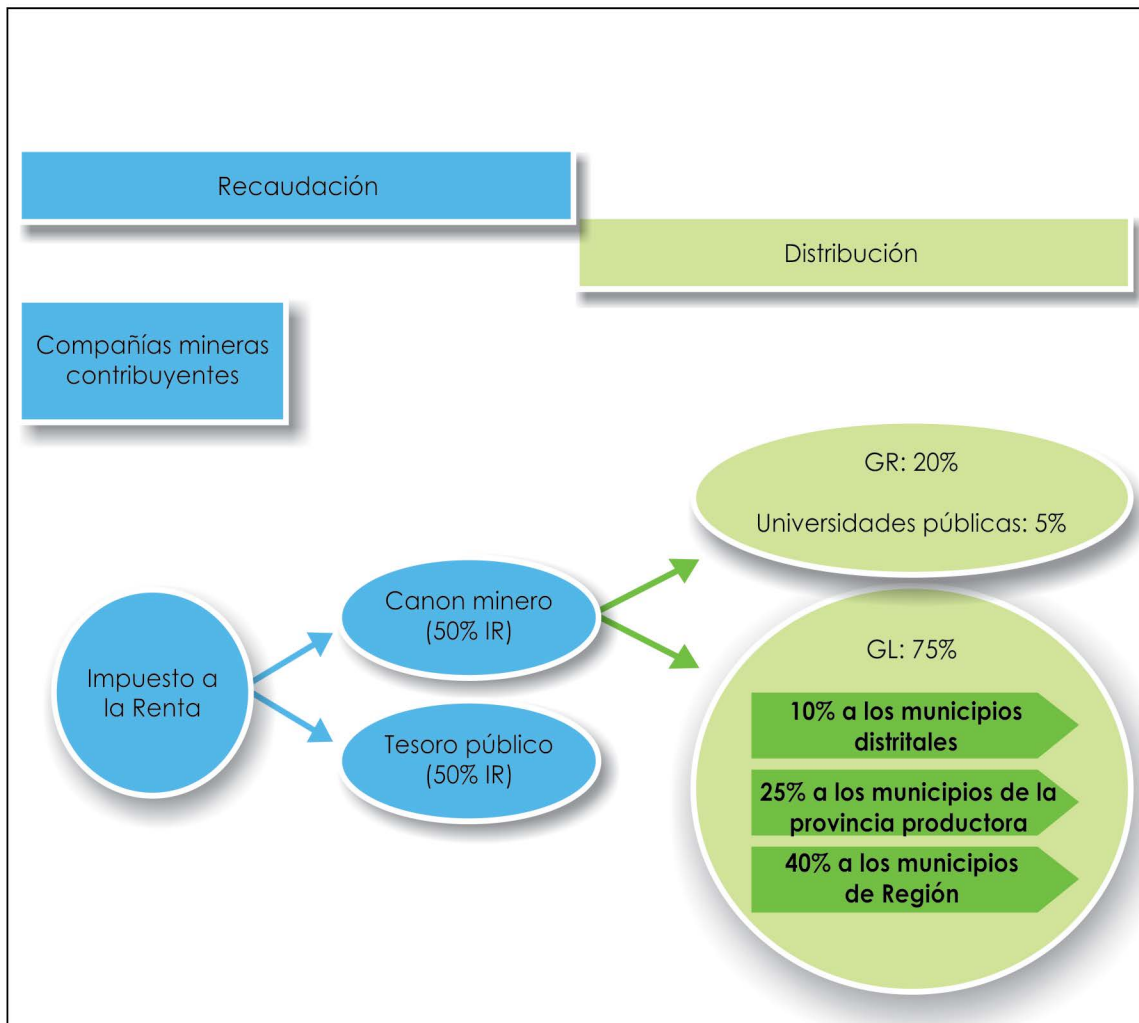 Recaudación
Distribución
Compañías mineras
contribuyentes
Impuesto a
la Renta
Canon minero
(50% IR)
Tesoro público
(50% IR)
GR: 20%
Universidades públicas: 5%
GL: 75%
10% a los municipios
distritales
25% a los municipios de la
provincia productora
40% a los municipios
de Región